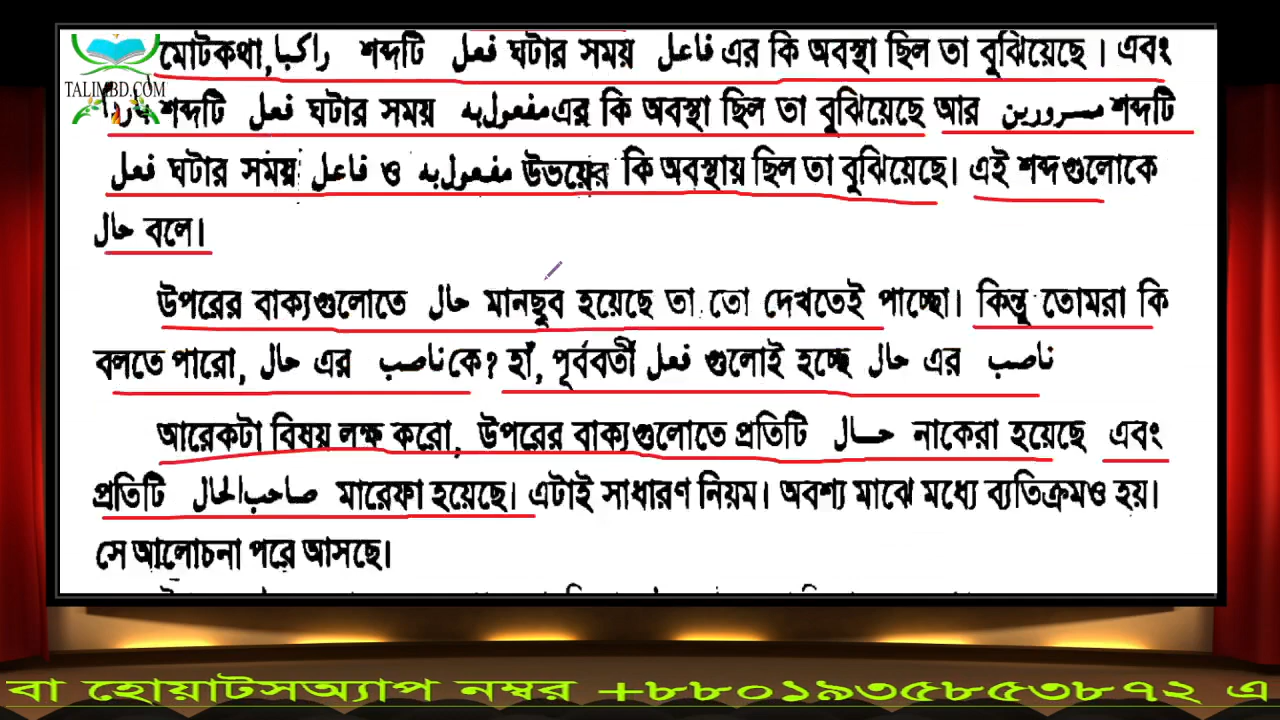 মোটকথা, راكبا শব্দটি فعل ঘটার সময় فاعل এর কি অবস্থা ছিল তা বুঝিয়েছে। এবং
TALIMBD.COM
শব্দটি فعل ঘটার সময় مفعول به এর কি অবস্থা ছিল তা বুঝিয়েছে আর مسرورين শব্দটি
فعل ঘটার সময় فاعل ও مفعول به উভয়ের কি অবস্থায় ছিল তা বুঝিয়েছে। এই শব্দগুলোকে
حال বলে।
উপরের বাক্যগুলোতে حال মানছুব হয়েছে তা তো দেখতেই পাচ্ছো। কিন্তু তোমরা কি
বলতে পারো, حال এর ناصب কে? হাঁ, পূর্ববর্তী فعل গুলোই হচ্ছে حال এর ناصب
আরেকটা বিষয় লক্ষ করো, উপরের বাক্যগুলোতে প্রতিটি حال নাকেরা হয়েছে এবং
প্রতিটি صاحب الحال মারেফা হয়েছে। এটাই সাধারণ নিয়ম। অবশ্য মাঝে মধ্যে ব্যতিক্রমও হয়।
সে আলোচনা পরে আসছে।
বা হোয়াটসঅ্যাপ নম্বর +৮৮০১৯৩৫৮৫৩৮৭২ এ